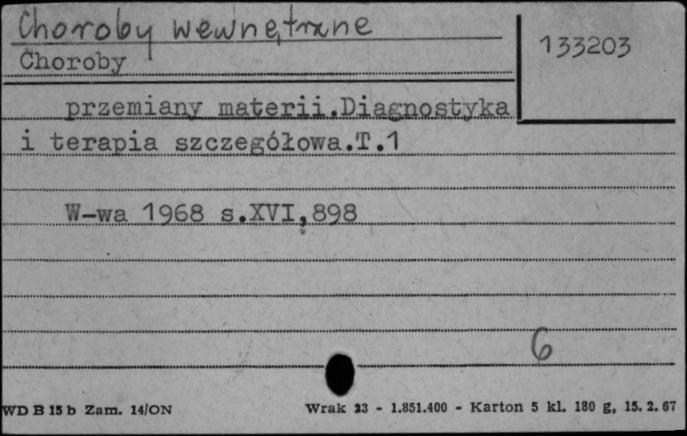 Choroby wewnętrzne
133203
Choroby
przemiany materii.Diagnostyka
i terapia szczegółowa.T.1
W-wa 1968 s.XVI,898
6
WD B 15 b Zam. 14/ON
Wrak 23 - 1.851.400 - Karton 5 kl. 180 g, 15. 2. 67